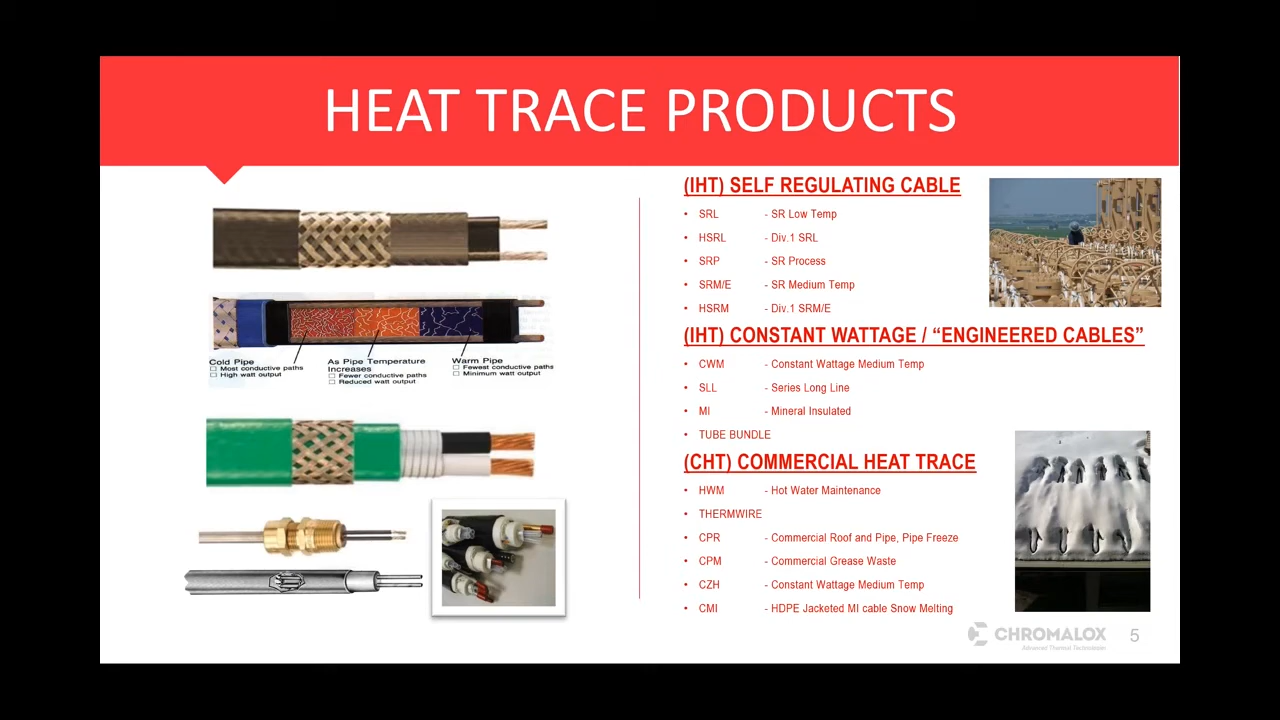 HEAT TRACE PRODUCTS
Cold Pipe
☐ Most conductive paths
☐ High watt output
As Pipe Temperature
Increases
☐ Fewer conductive paths
☐ Reduced watt output
Warm Pipe
☐ Fewest conductive paths
☐ Minimum watt output
(IHT) SELF REGULATING CABLE
• SRL - SR Low Temp
• HSRL - Div.1 SRL
• SRP - SR Process
• SRM/E - SR Medium Temp
• HSRM - Div.1 SRM/E
(IHT) CONSTANT WATTAGE / “ENGINEERED CABLES”
• CWM - Constant Wattage Medium Temp
• SLL - Series Long Line
• MI - Mineral Insulated
• TUBE BUNDLE
(CHT) COMMERCIAL HEAT TRACE
• HWM - Hot Water Maintenance
• THERMWIRE
• CPR - Commercial Roof and Pipe, Pipe Freeze
• CPM - Commercial Grease Waste
• CZH - Constant Wattage Medium Temp
• CMI - HDPE Jacketed MI cable Snow Melting
CHROMALOX
Advanced Thermal Technologies
5